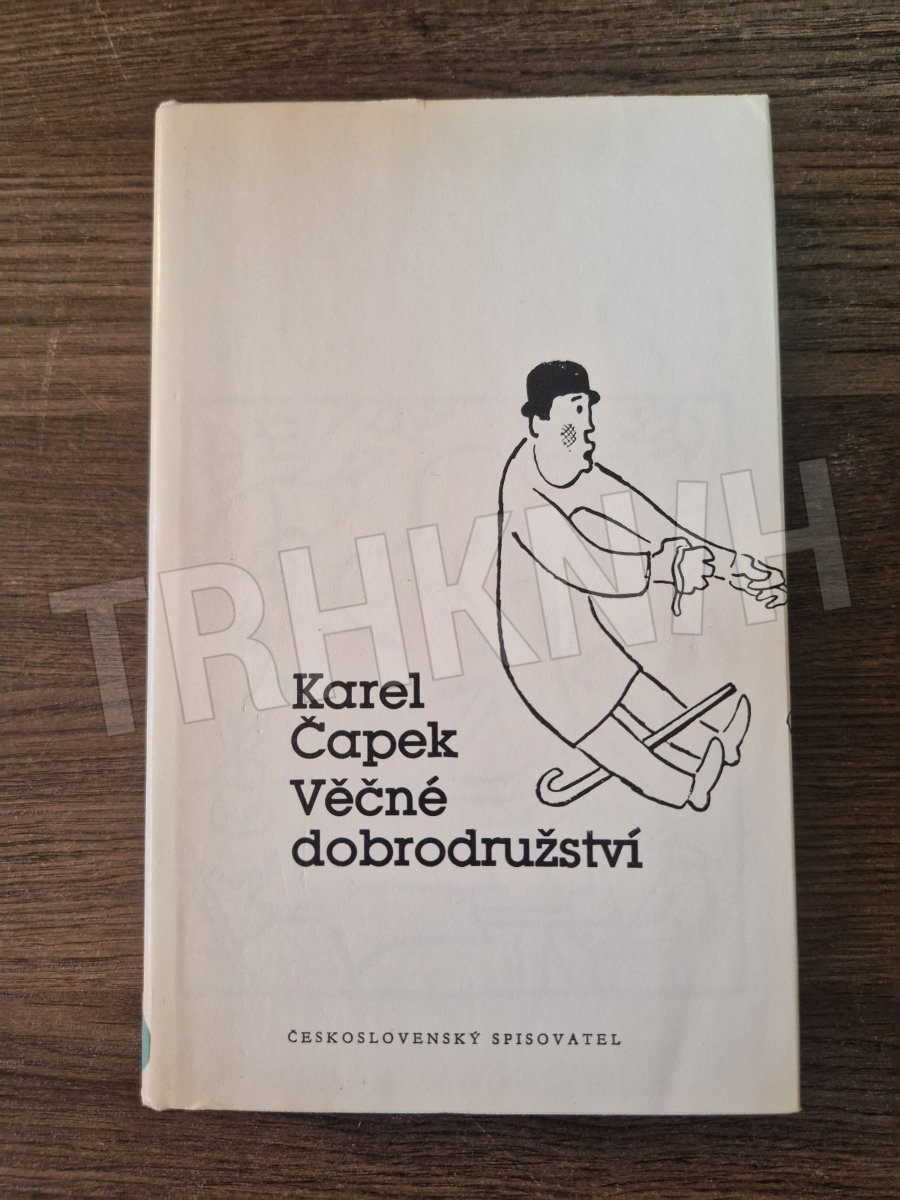 TRHKNIH
Karel
Čapek
Věčné
dobrodružství
ČESKOSLOVENSKÝ SPISOVATEL